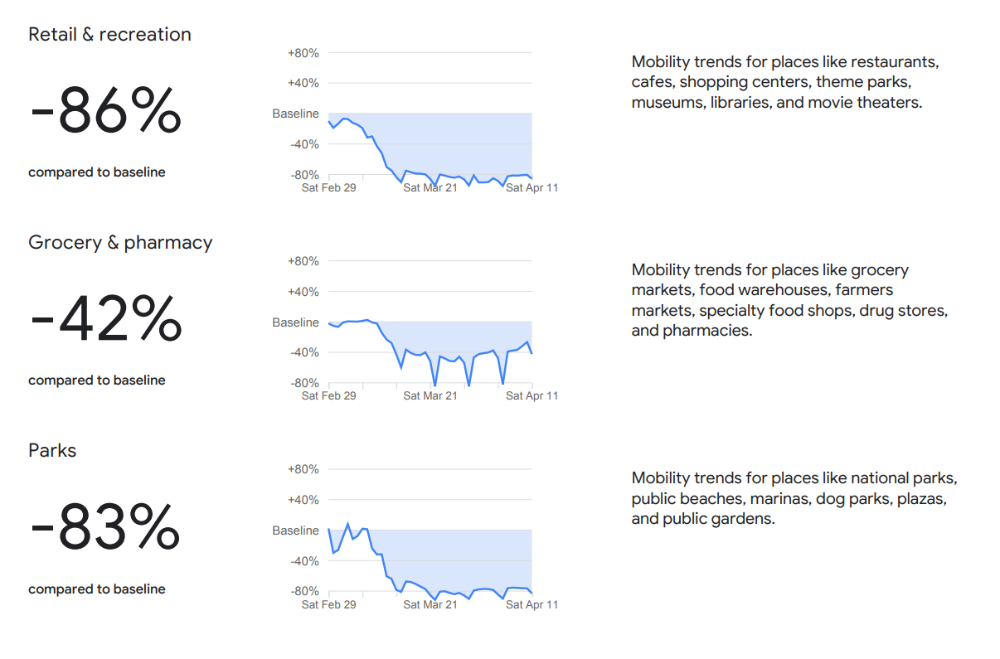 Retail & recreation
-86%
compared to baseline
+80%
+40%
Baseline
-40%
-80%
Sat Feb 29 Sat Mar 21 Sat Apr 11
Mobility trends for places like restaurants,
cafes, shopping centers, theme parks,
museums, libraries, and movie theaters.
Grocery & pharmacy
-42%
compared to baseline
+80%
+40%
Baseline
-40%
-80%
Sat Feb 29 Sat Mar 21 Sat Apr 11
Mobility trends for places like grocery
markets, food warehouses, farmers
markets, specialty food shops, drug stores,
and pharmacies.
Parks
-83%
compared to baseline
+80%
+40%
Baseline
-40%
-80%
Sat Feb 29 Sat Mar 21 Sat Apr 11
Mobility trends for places like national parks,
public beaches, marinas, dog parks, plazas,
and public gardens.